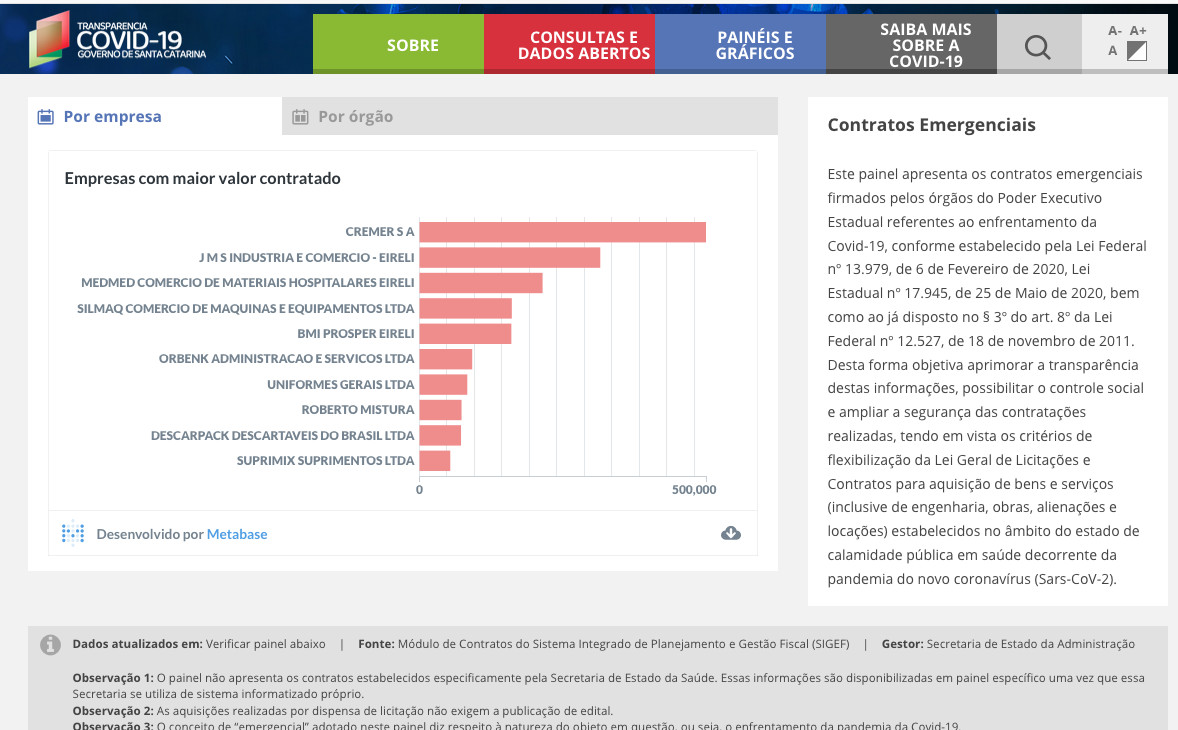 TRANSPARENCIA
COVID-19
GOVERNO DE SANTA CATARINA
SOBRE
CONSULTAS E
DADOS ABERTOS
PAINÉIS E
GRÁFICOS
SAIBA MAIS
SOBRE A
COVID-19
A- A+
A
Por empresa
Por órgão
Empresas com maior valor contratado
CREMER S A
J M S INDUSTRIA E COMERCIO - EIRELI
MEDMED COMERCIO DE MATERIAIS HOSPITALARES EIRELI
SILMAQ COMERCIO DE MAQUINAS E EQUIPAMENTOS LTDA
BMI PROSPER EIRELI
ORBENK ADMINISTRACAO E SERVICOS LTDA
UNIFORMES GERAIS LTDA
ROBERTO MISTURA
DESCARPACK DESCARTAVEIS DO BRASIL LTDA
SUPRIMIX SUPRIMENTOS LTDA
0 500,000
Desenvolvido por Metabase
Contratos Emergenciais
Este painel apresenta os contratos emergenciais
firmados pelos órgãos do Poder Executivo
Estadual referentes ao enfrentamento da
Covid-19, conforme estabelecido pela Lei Federal
nº 13.979, de 6 de Fevereiro de 2020, Lei
Estadual nº 17.945, de 25 de Maio de 2020, bem
como ao já disposto no § 3º do art. 8º da Lei
Federal nº 12.527, de 18 de novembro de 2011.
Desta forma objetiva aprimorar a transparência
destas informações, possibilitar o controle social
e ampliar a segurança das contratações
realizadas, tendo em vista os critérios de
flexibilização da Lei Geral de Licitações e
Contratos para aquisição de bens e serviços
(inclusive de engenharia, obras, alienações e
locações) estabelecidos no âmbito do estado de
calamidade pública em saúde decorrente da
pandemia do novo coronavírus (Sars-CoV-2).
Dados atualizados em: Verificar painel abaixo | Fonte: Módulo de Contratos do Sistema Integrado de Planejamento e Gestão Fiscal (SIGEF) | Gestor: Secretaria de Estado da Administração
Observação 1: O painel não apresenta os contratos estabelecidos especificamente pela Secretaria de Estado da Saúde. Essas informações são disponibilizadas em painel específico uma vez que essa
Secretaria se utiliza de sistema informatizado próprio.
Observação 2: As aquisições realizadas por dispensa de licitação não exigem a publicação de edital.
Observação 3: O conceito de “emergencial” adotado neste painel diz respeito à natureza do objeto em questão, ou seja, o enfrentamento da pandemia da Covid-19.